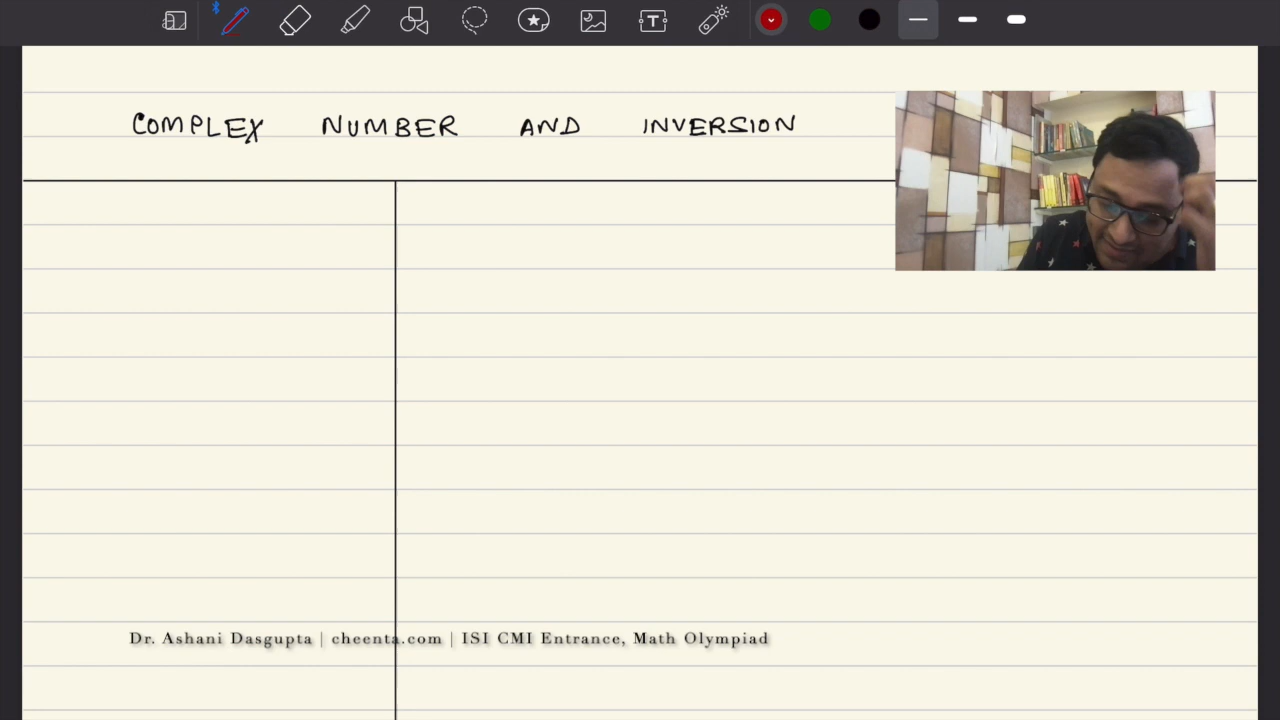 COMPLEX NUMBER AND INVERSION
Dr. Ashani Dasgupta | cheenta.com | ISI CMI Entrance, Math Olympiad